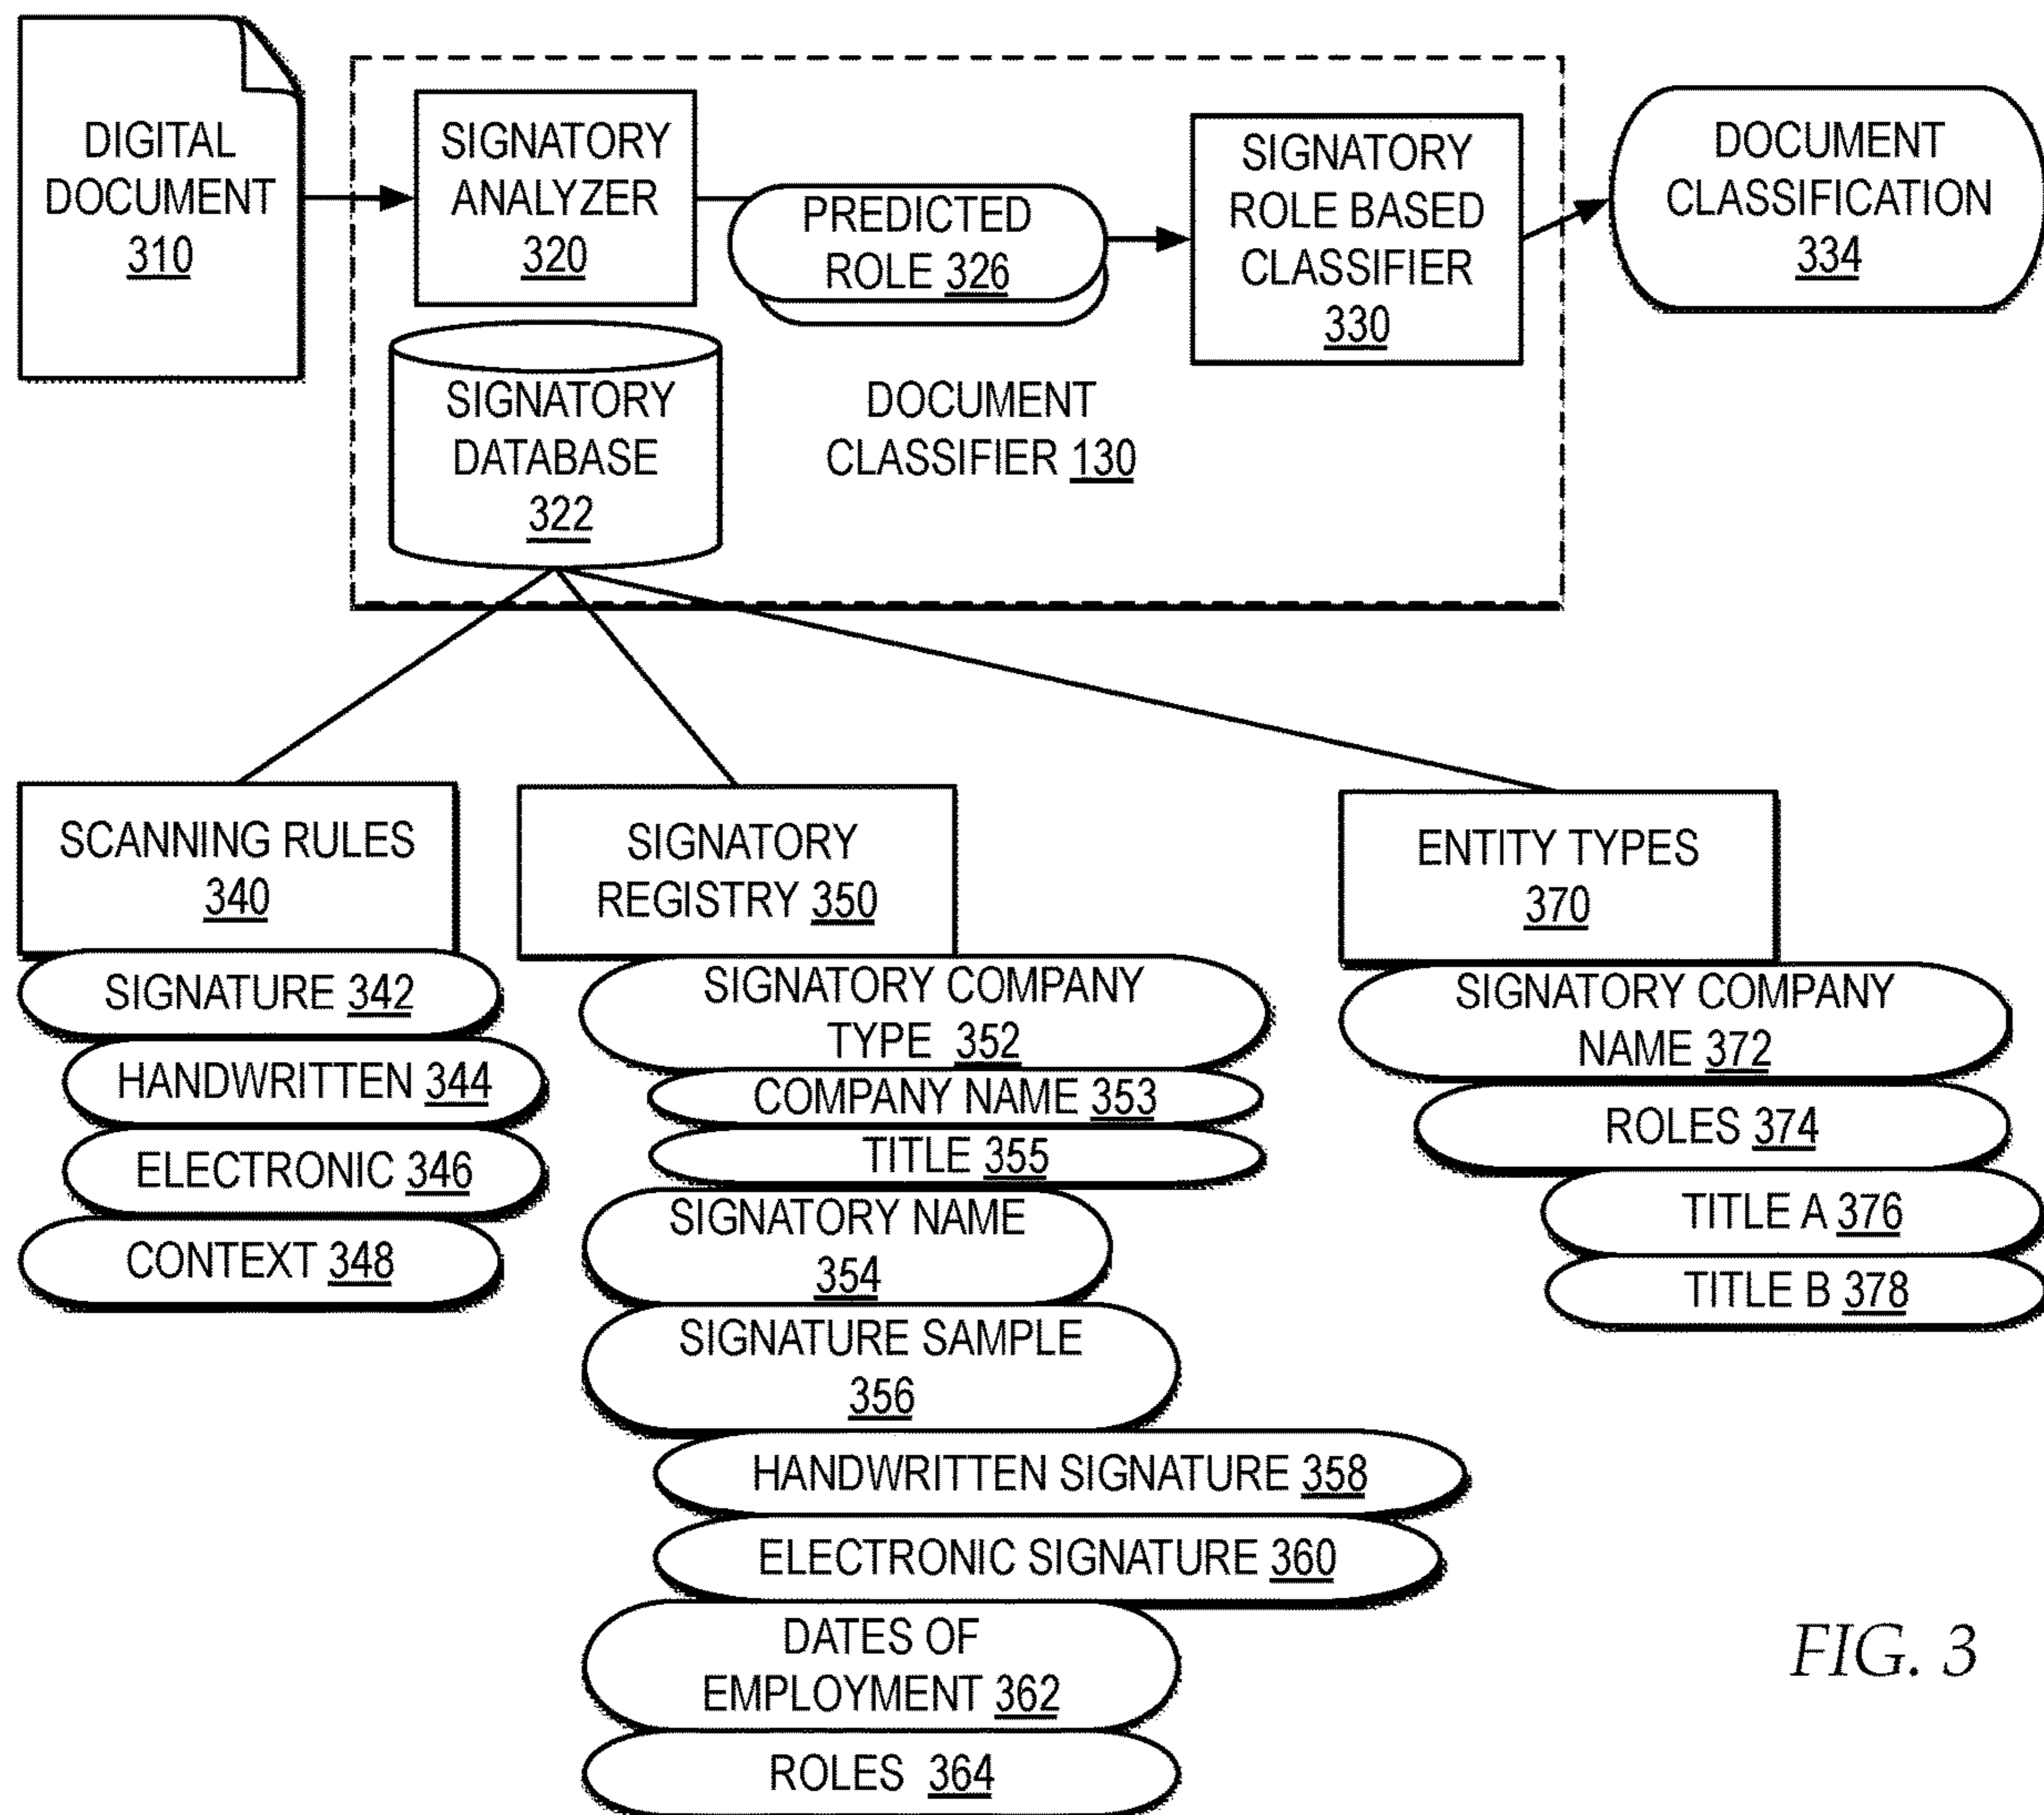 DIGITAL
DOCUMENT
310
SIGNATORY
ANALYZER
320
PREDICTED
ROLE 326
SIGNATORY
ROLE BASED
CLASSIFIER
330
DOCUMENT
CLASSIFICATION
334
SIGNATORY
DATABASE
322
DOCUMENT
CLASSIFIER 130
SCANNING RULES
340
SIGNATURE 342
HANDWRITTEN 344
ELECTRONIC 346
CONTEXT 348
SIGNATORY
REGISTRY 350
SIGNATORY COMPANY
TYPE 352
COMPANY NAME 353
TITLE 355
SIGNATORY NAME
354
SIGNATURE SAMPLE
356
HANDWRITTEN SIGNATURE 358
ELECTRONIC SIGNATURE 360
DATES OF
EMPLOYMENT 362
ROLES 364
ENTITY TYPES
370
SIGNATORY COMPANY
NAME 372
ROLES 374
TITLE A 376
TITLE B 378
FIG. 3